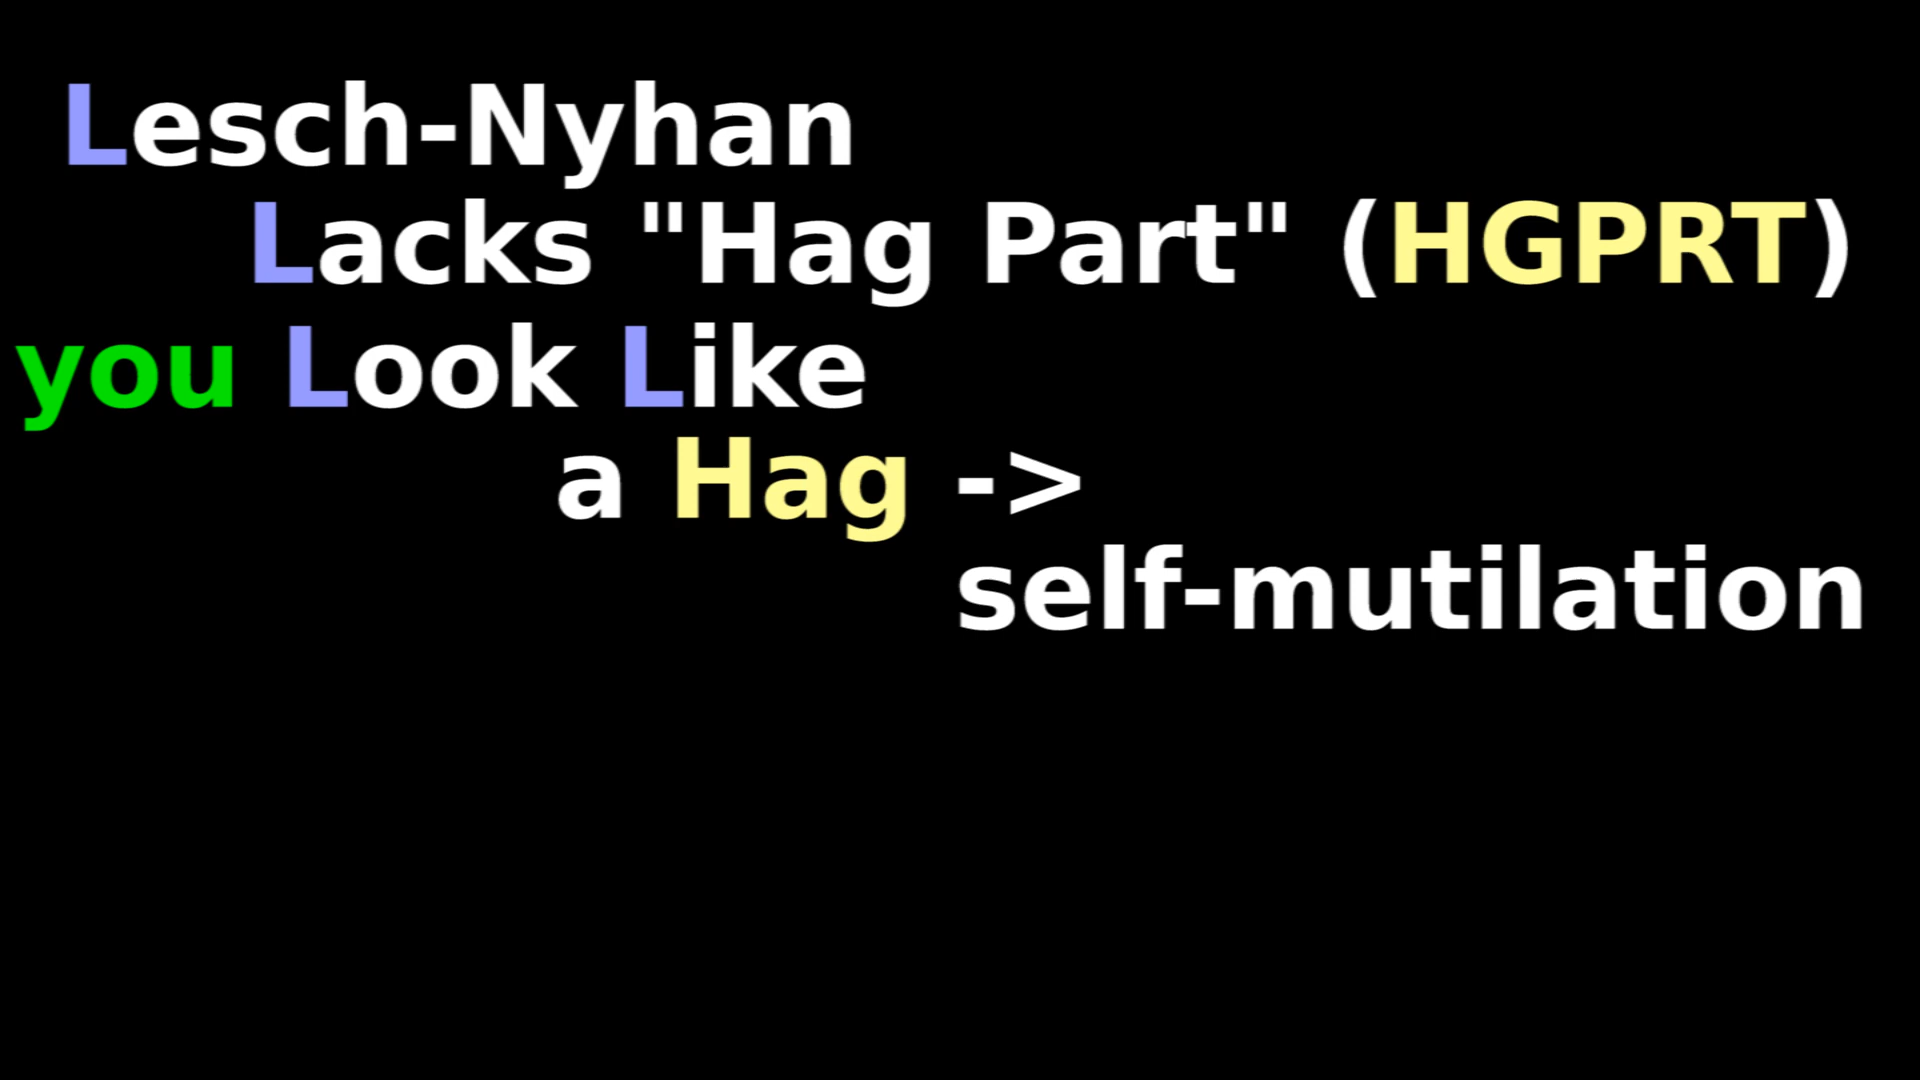 Lesch-Nyhan
Lacks "Hag Part" (HGPRT)
you Look Like
a Hag ->
self-mutilation